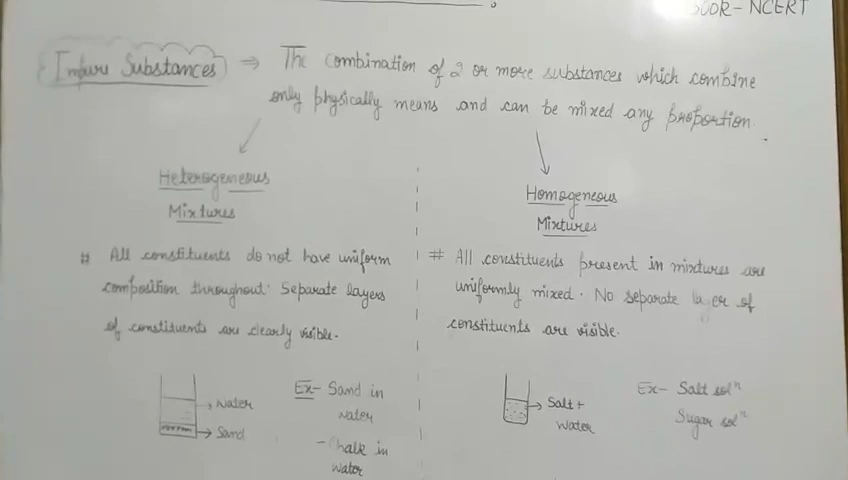 OOR-NCERT
Impure Substances ⇒ The combination of 2 or more substances which combine
only physically means and can be mixed any proportion.
Heterogeneous
Mixtures
# All constituents do not have uniform
composition throughout. Separate layers
of constituents are clearly visible.
→ Water
→ Sand
Ex- Sand in
water
- Chalk in
water
Homogeneous
Mixtures
# All constituents present in mixtures are
uniformly mixed. No separate layer of
constituents are visible.
→ Salt +
Water
Ex- Salt solⁿ
Sugar solⁿ